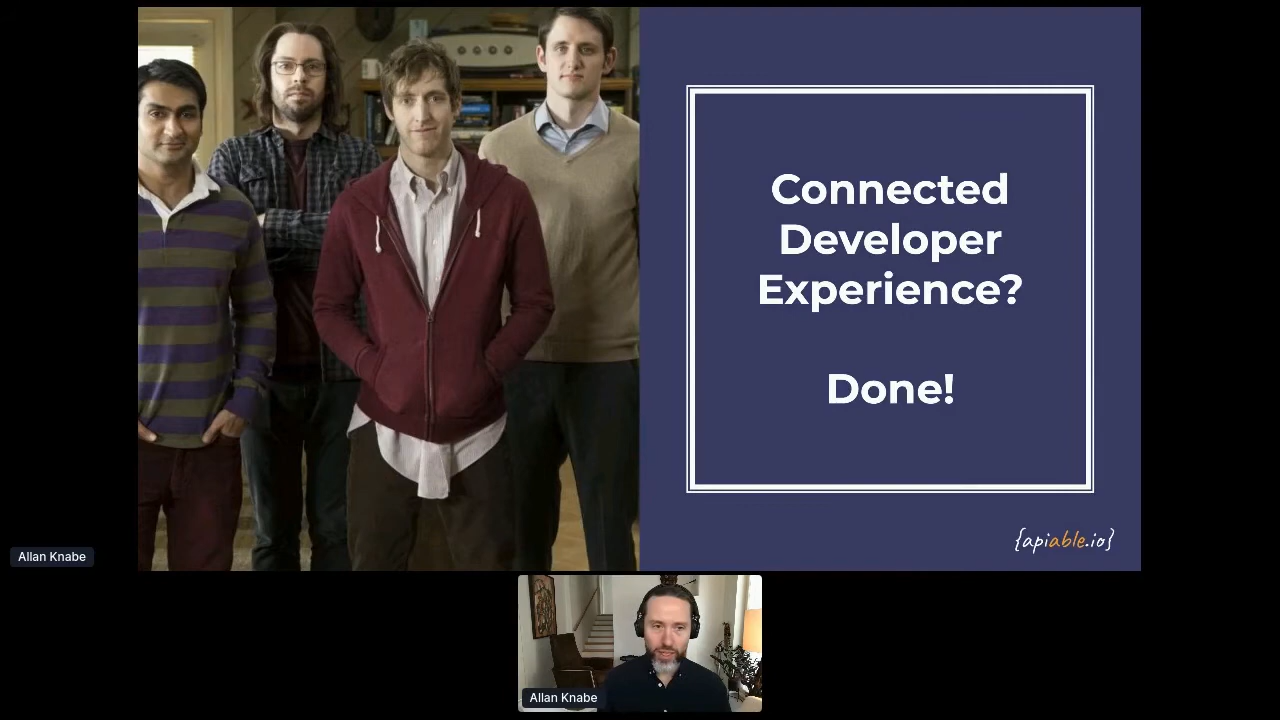 Connected
Developer
Experience?
Done!
{apiable.io}
Allan Knabe
Allan Knabe